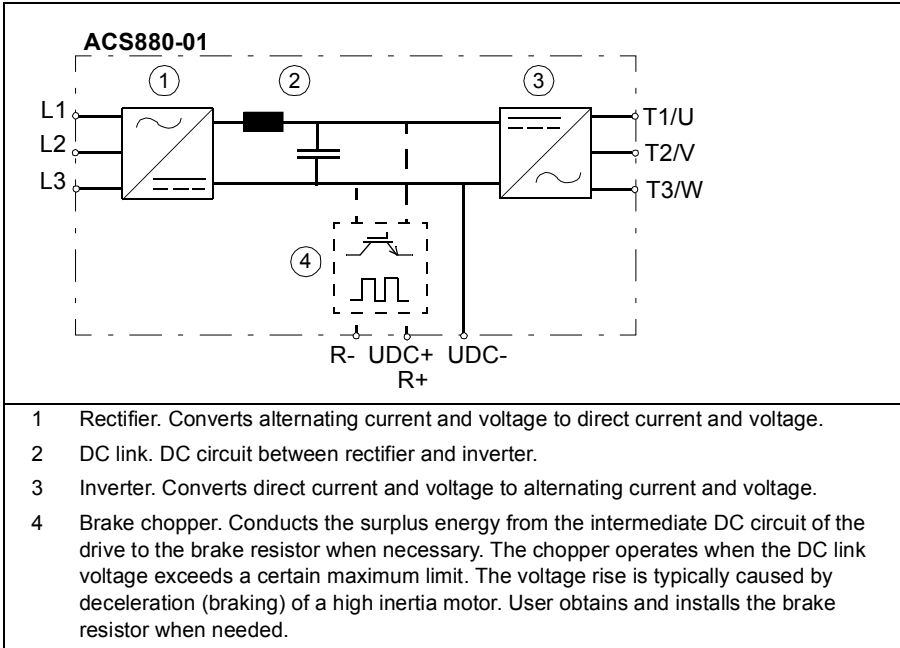 ACS880-01
1
2
3
L1
L2
L3
T1/U
T2/V
T3/W
4
R- UDC+ UDC-
R+
1 Rectifier. Converts alternating current and voltage to direct current and voltage.
2 DC link. DC circuit between rectifier and inverter.
3 Inverter. Converts direct current and voltage to alternating current and voltage.
4 Brake chopper. Conducts the surplus energy from the intermediate DC circuit of the
drive to the brake resistor when necessary. The chopper operates when the DC link
voltage exceeds a certain maximum limit. The voltage rise is typically caused by
deceleration (braking) of a high inertia motor. User obtains and installs the brake
resistor when needed.